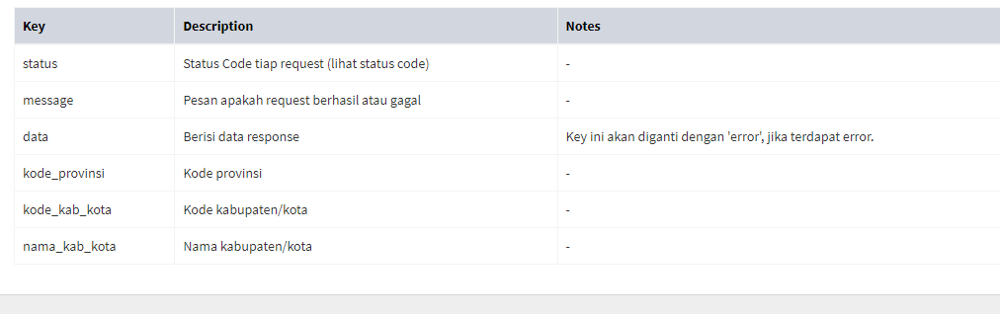 Key Description Notes
status Status Code tiap request (lihat status code) -
message Pesan apakah request berhasil atau gagal -
data Berisi data response Key ini akan diganti dengan 'error', jika terdapat error.
kode_provinsi Kode provinsi -
kode_kab_kota Kode kabupaten/kota -
nama_kab_kota Nama kabupaten/kota -